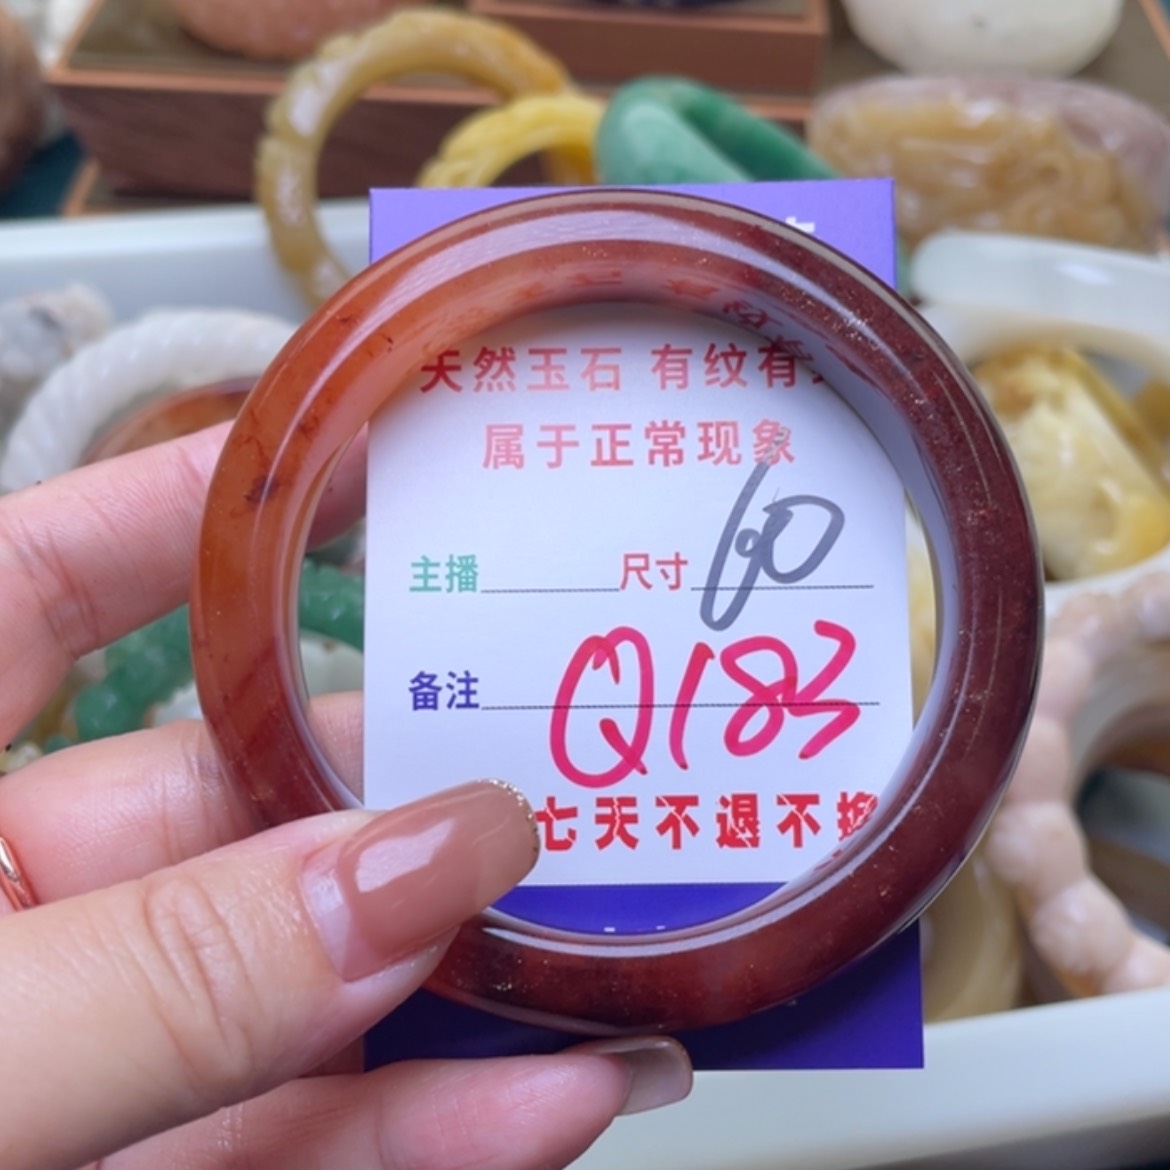 天然玉石 有纹有
属于正常现象
主播 尺寸 60
备注 Q183
七天不退不换